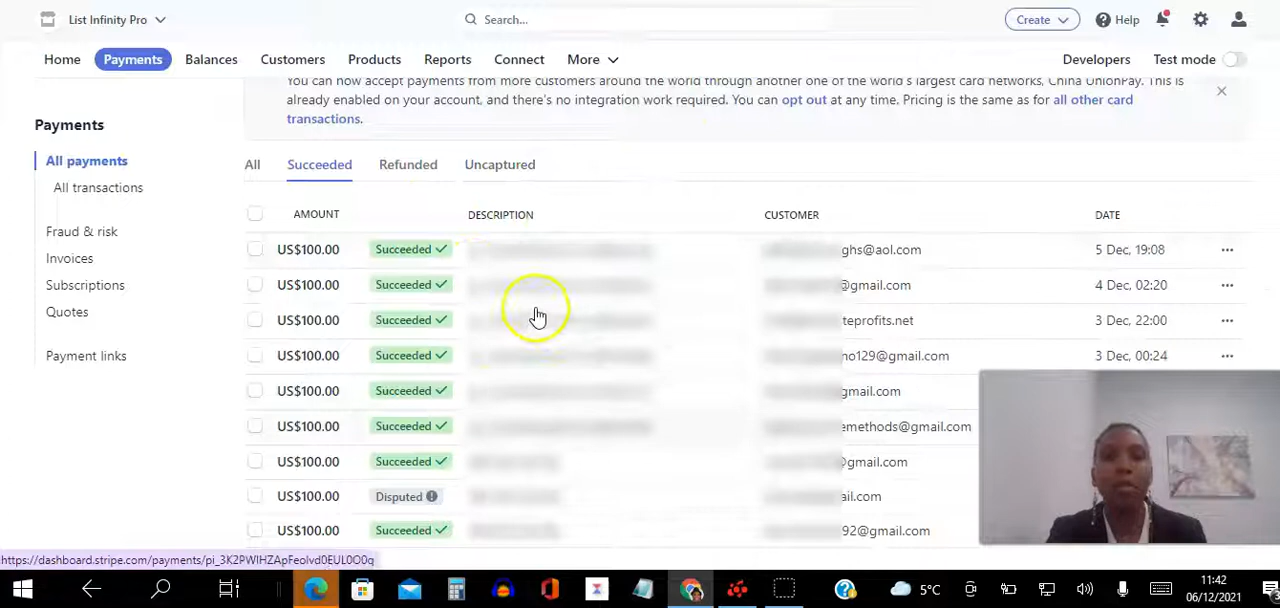 List Infinity Pro
Search...
Create
Help
Home
Payments
Balances
Customers
Products
Reports
Connect
More
Developers
Test mode
You can now accept payments from more customers around the world through another one of the world's largest card networks, China UnionPay. This is
already enabled on your account, and there's no integration work required. You can opt out at any time. Pricing is the same as for all other card
transactions.
Payments
All payments
All transactions
Fraud & risk
Invoices
Subscriptions
Quotes
Payment links
All
Succeeded
Refunded
Uncaptured
AMOUNT
DESCRIPTION
CUSTOMER
DATE
US$100.00 Succeeded ghs@aol.com 5 Dec, 19:08
US$100.00 Succeeded @gmail.com 4 Dec, 02:20
US$100.00 Succeeded teprofits.net 3 Dec, 22:00
US$100.00 Succeeded no129@gmail.com 3 Dec, 00:24
US$100.00 Succeeded gmail.com
US$100.00 Succeeded emethods@gmail.com
US$100.00 Succeeded @gmail.com
US$100.00 Disputed ail.com
US$100.00 Succeeded 92@gmail.com
https://dashboard.stripe.com/payments/pi_3K2PWIHZApFeolvd0EUL0O0q
5°C
11:42
06/12/2021